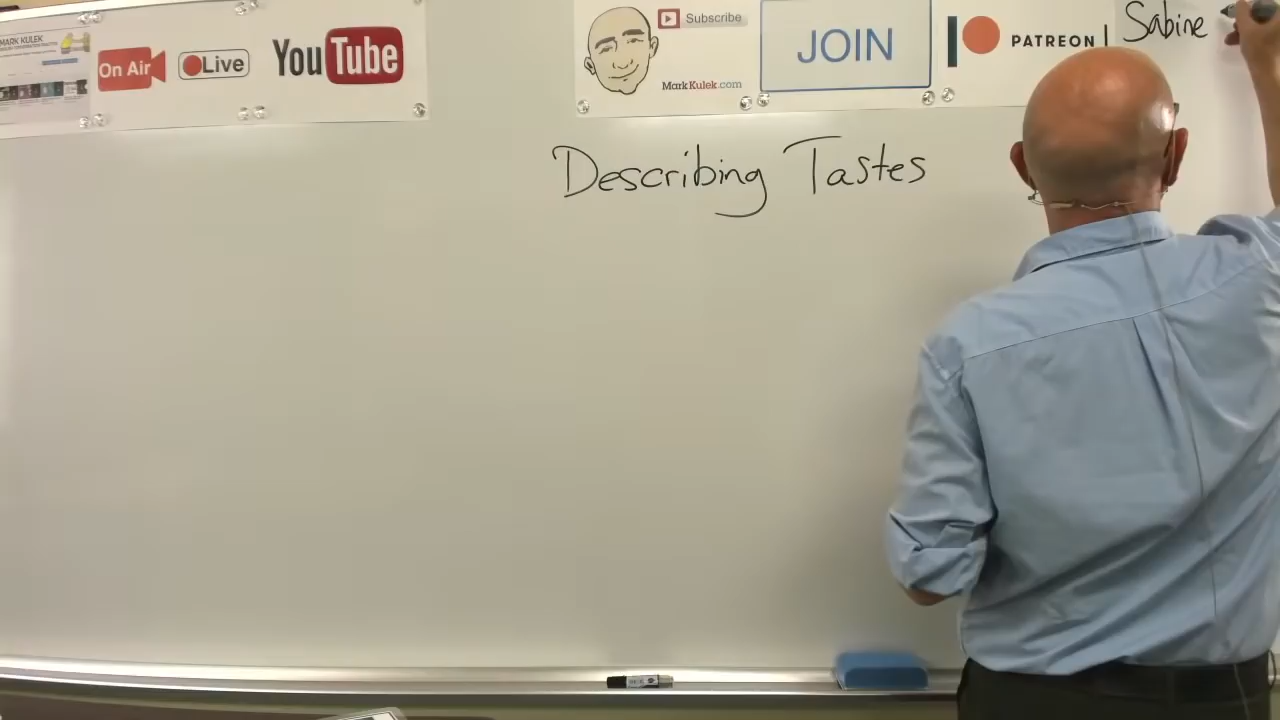 MARK KULEK
On Air
Live
YouTube
Subscribe
MarkKulek.com
JOIN
PATREON
Sabine
Describing Tastes